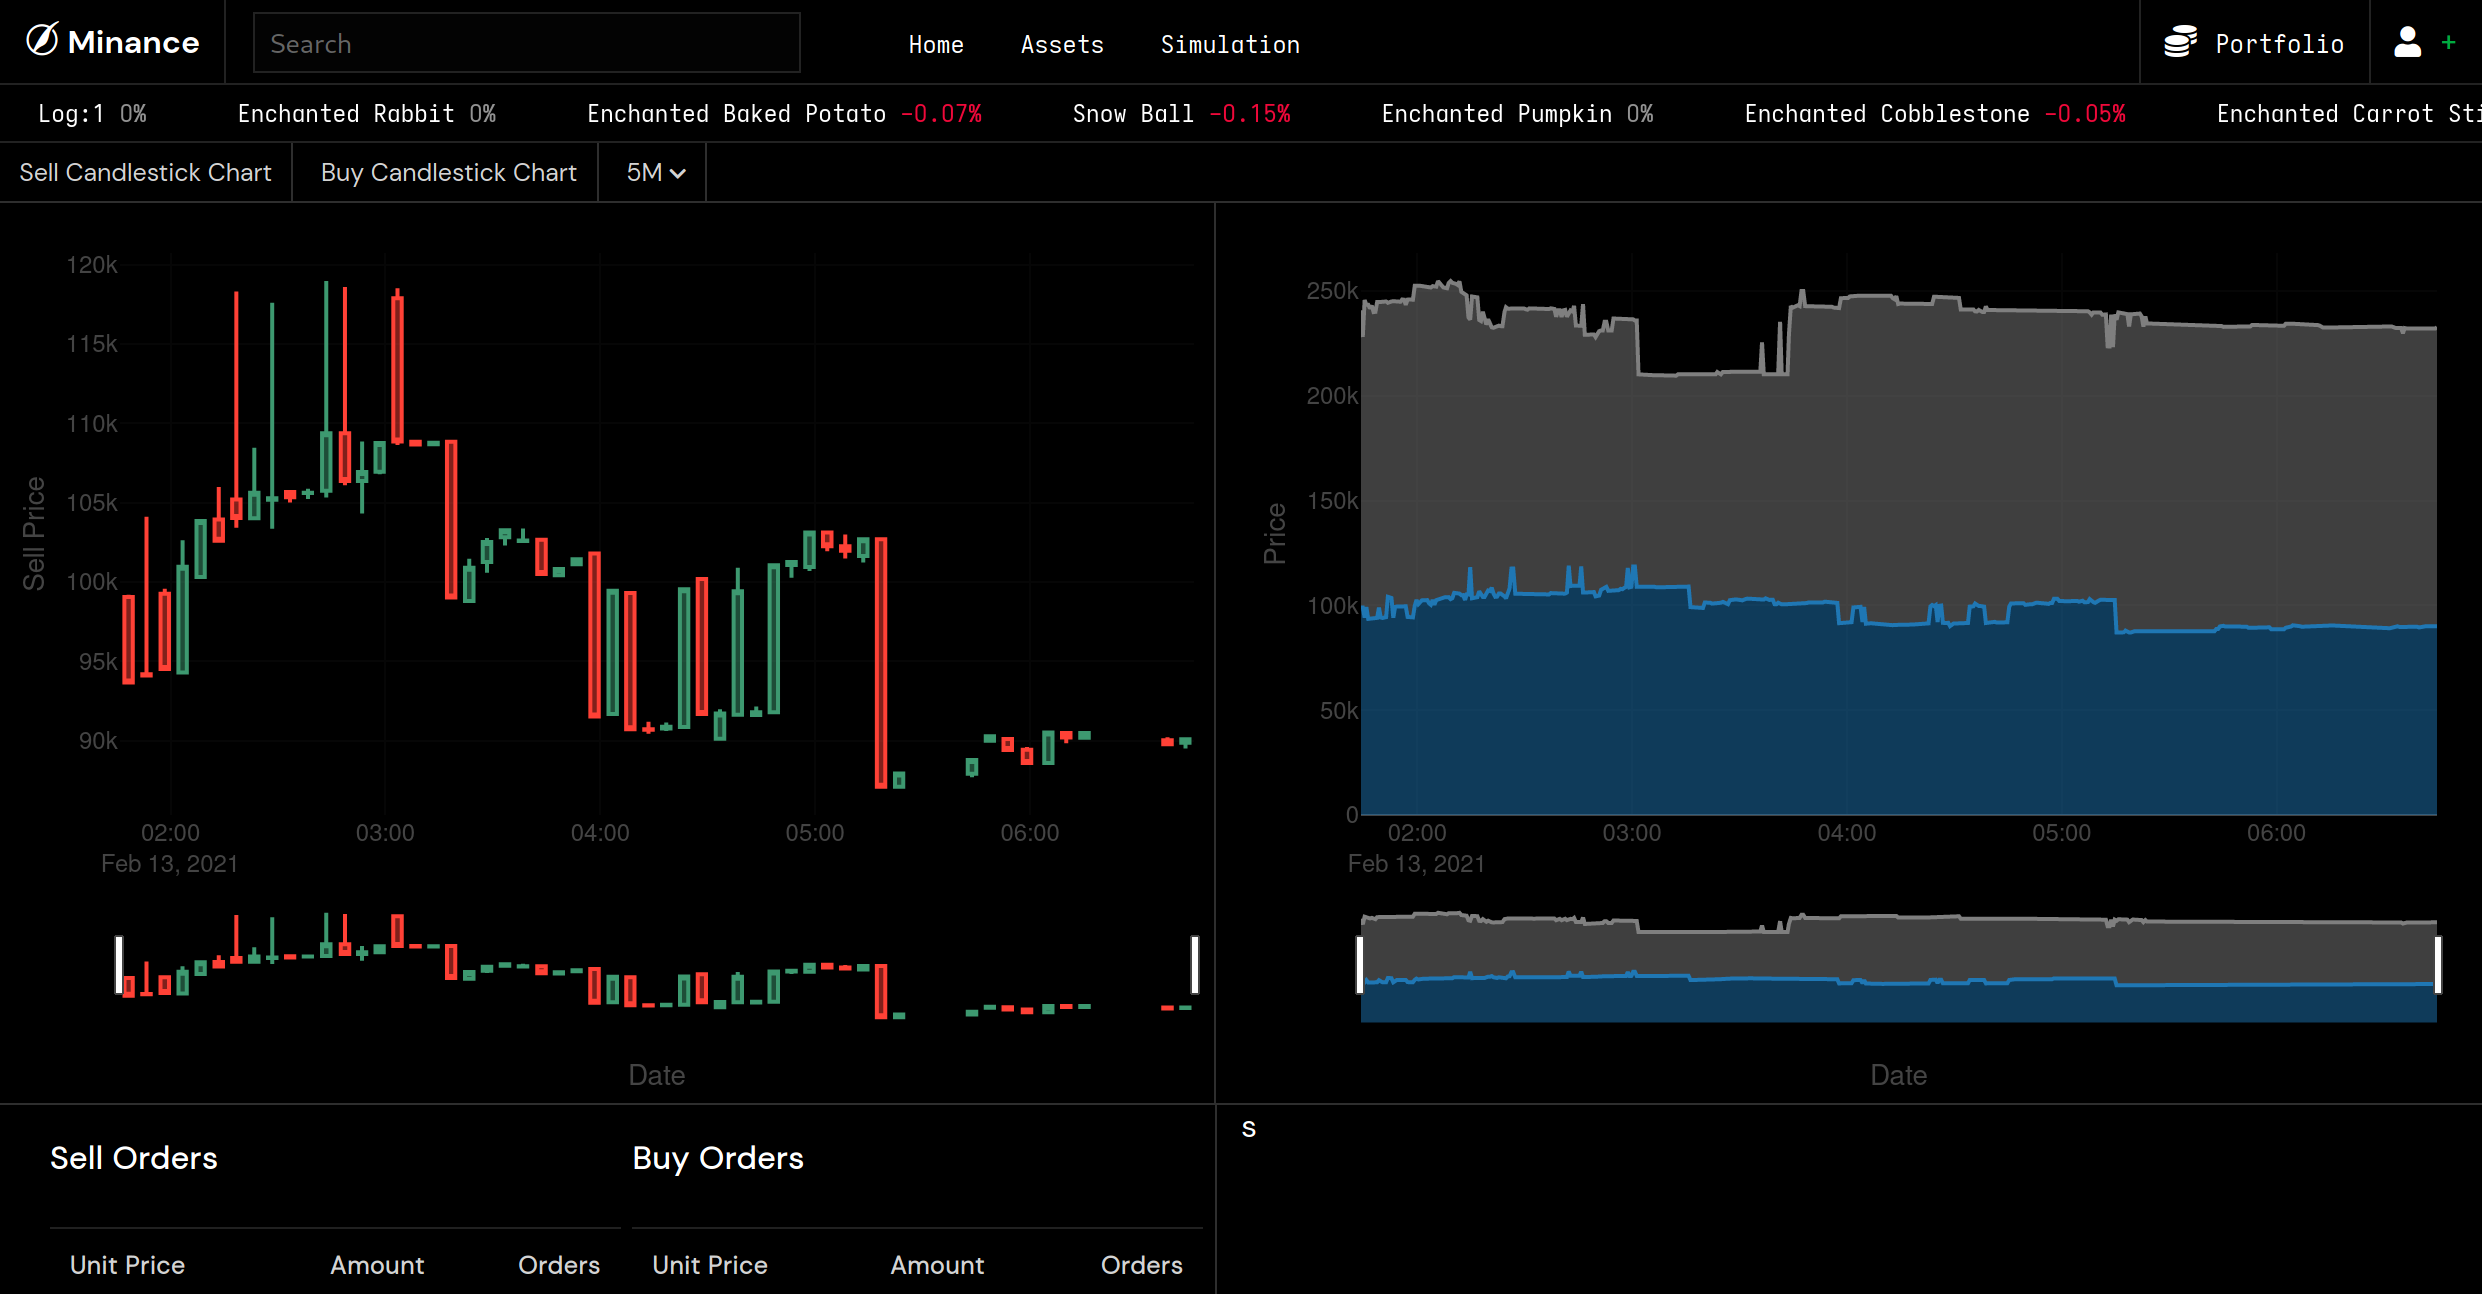 Minance
Search
Home Assets Simulation
Portfolio +
Log:1 0% Enchanted Rabbit 0% Enchanted Baked Potato -0.07% Snow Ball -0.15% Enchanted Pumpkin 0% Enchanted Cobblestone -0.05% Enchanted Carrot Sti
Sell Candlestick Chart Buy Candlestick Chart 5M
120k
115k
110k
105k
100k
95k
90k
Sell Price
02:00 03:00 04:00 05:00 06:00
Feb 13, 2021
Date
250k
200k
150k
100k
50k
0
Price
02:00 03:00 04:00 05:00 06:00
Feb 13, 2021
Date
Sell Orders
Unit Price Amount Orders
Buy Orders
Unit Price Amount Orders
s